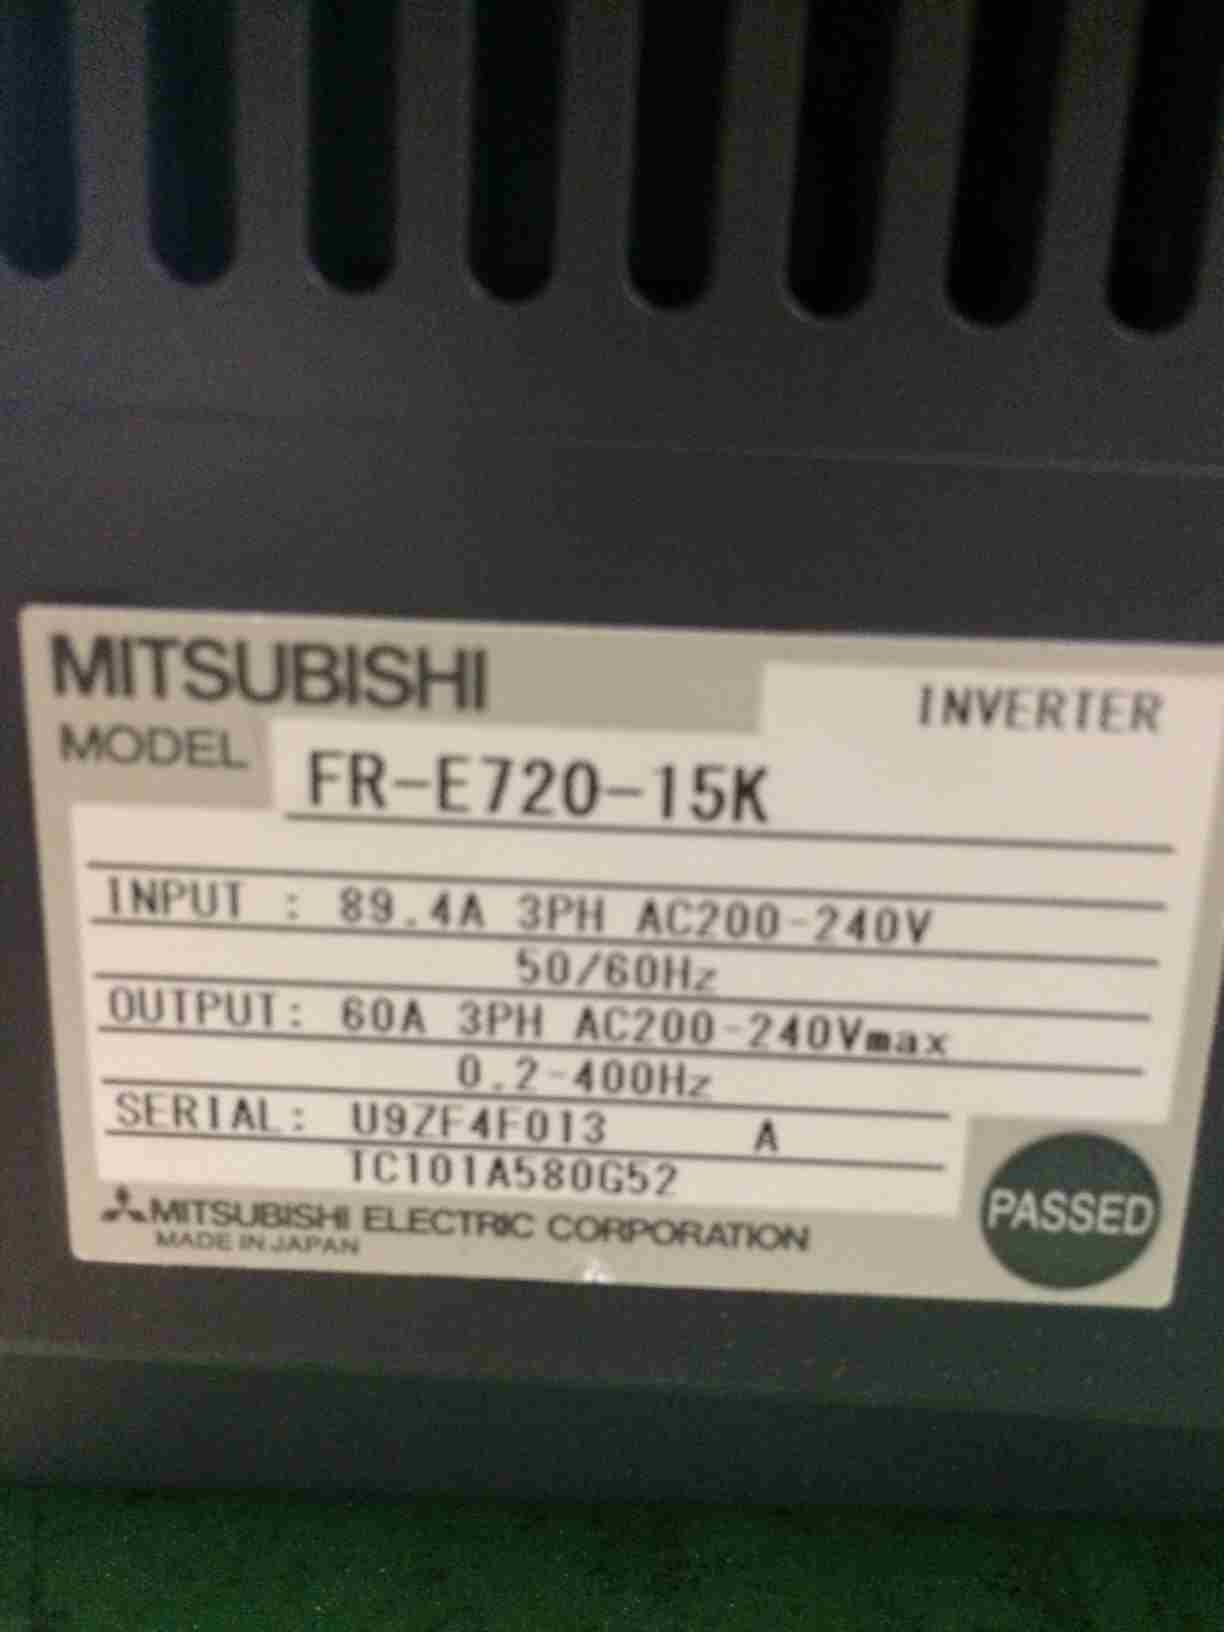 MITSUBISHI
INVERTER
MODEL FR-E720-15K
INPUT : 89.4A 3PH AC200-240V
50/60Hz
OUTPUT: 60A 3PH AC200-240Vmax
0.2-400Hz
SERIAL: U9ZF4F013 A
TC101A580G52
PASSED
MITSUBISHI ELECTRIC CORPORATION
MADE IN JAPAN